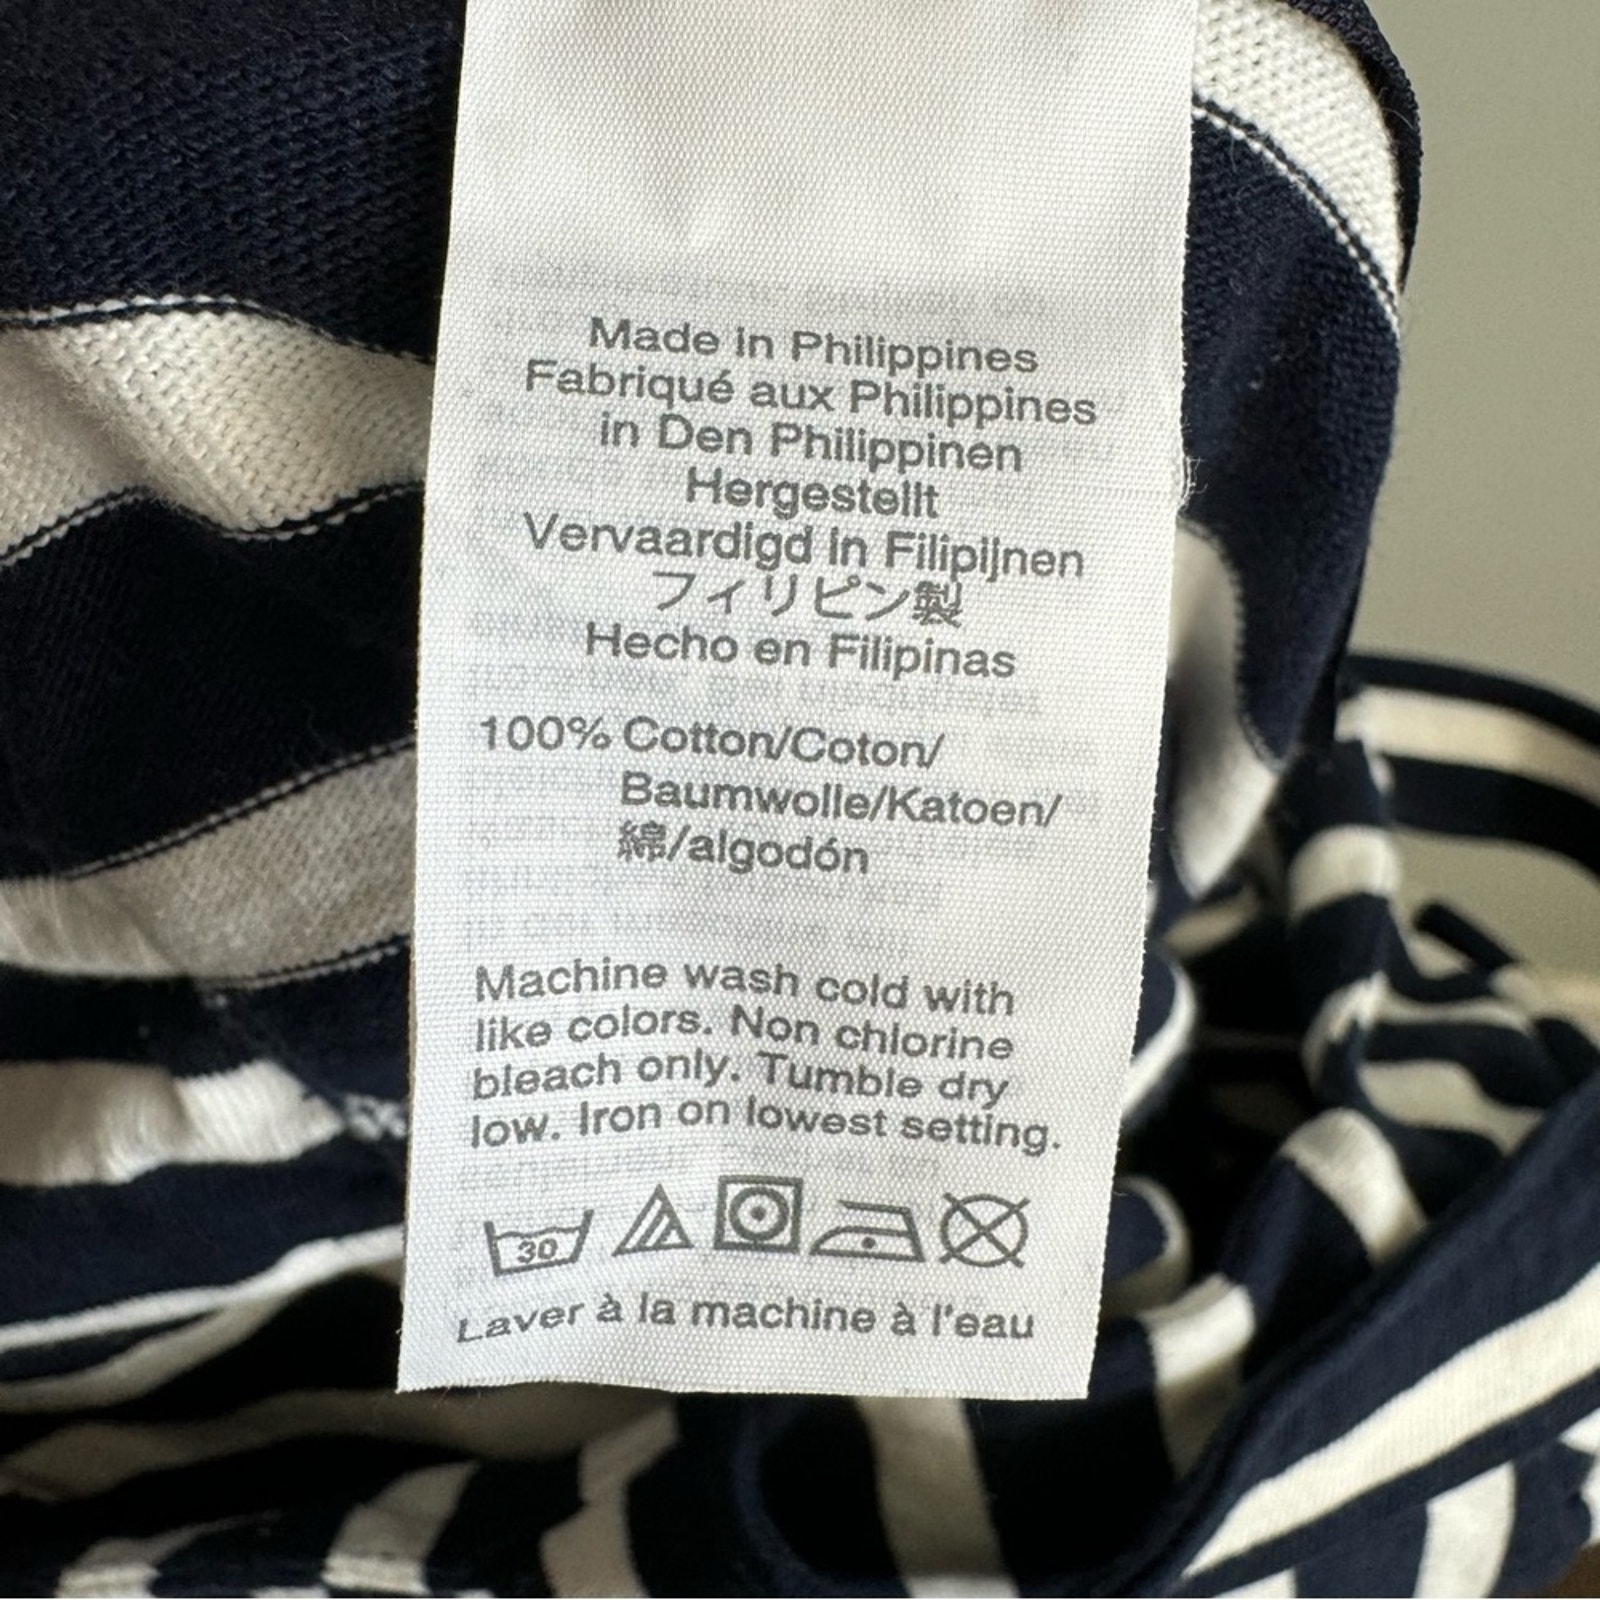 Made in Philippines
Fabriqué aux Philippines
in Den Philippinen
Hergestellt
Vervaardigd in Filipijnen
フィリピン製
Hecho en Filipinas
100% Cotton/Coton/
Baumwolle/Katoen/
綿/algodón
Machine wash cold with
like colors. Non chlorine
bleach only. Tumble dry
low. Iron on lowest setting.
30
Laver à la machine à l'eau